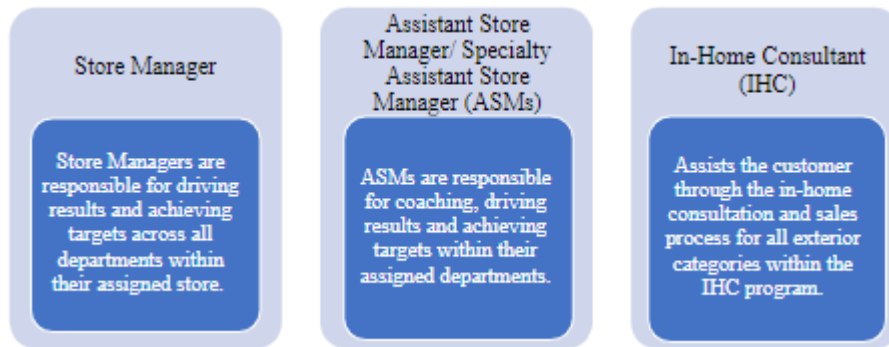 Store Manager
Store Managers are
responsible for driving
results and achieving
targets across all
departments within
their assigned store.
Assistant Store
Manager/ Specialty
Assistant Store
Manager (ASMs)
ASMs are responsible
for coaching, driving
results and achieving
targets within their
assigned departments.
In-Home Consultant
(IHC)
Assists the customer
through the in-home
consultation and sales
process for all exterior
categories within the
IHC program.